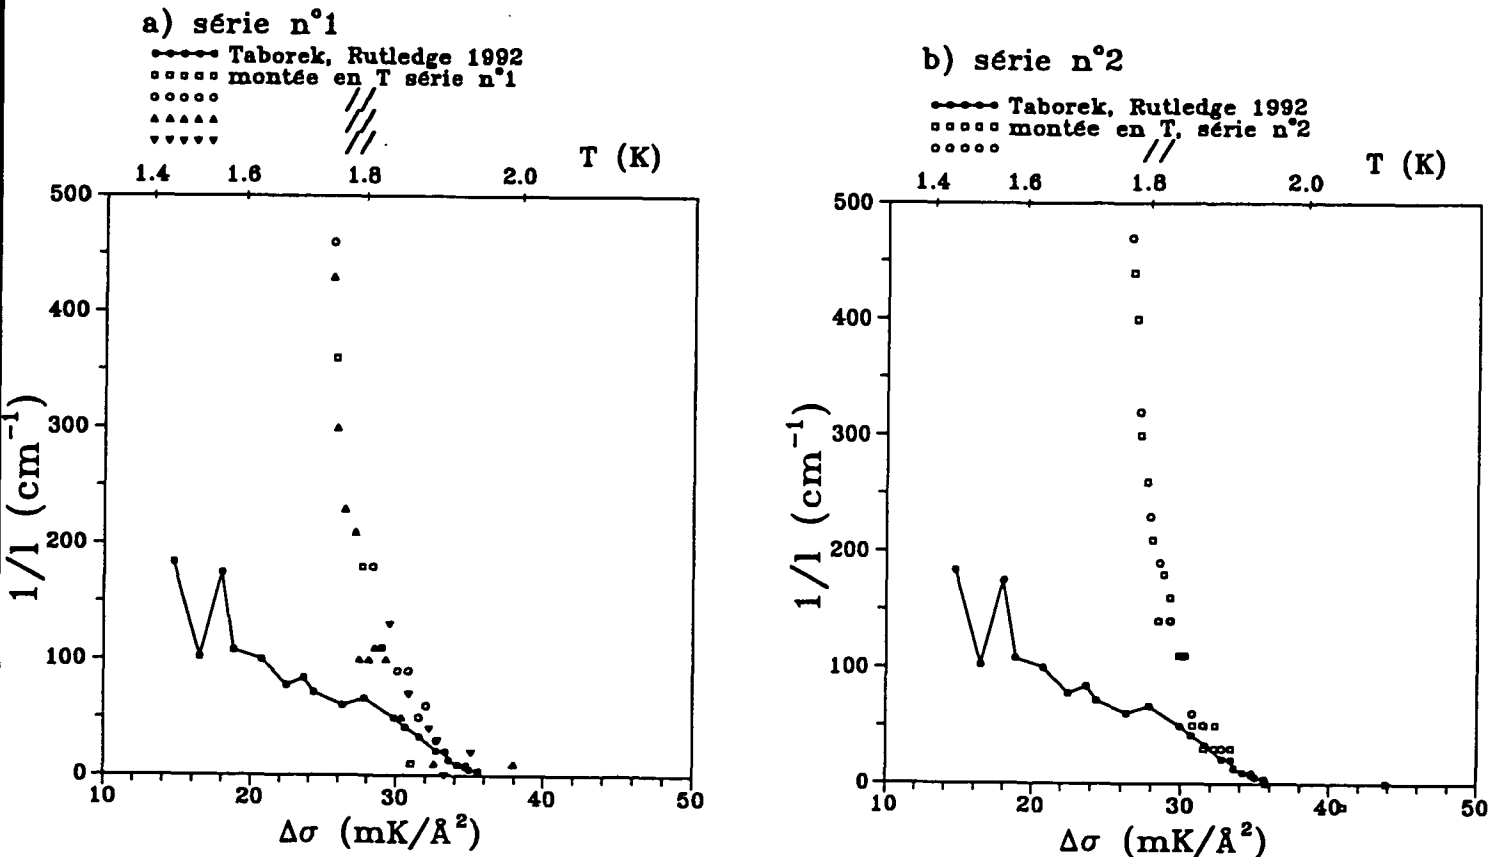 a) série n°1
Taborek, Rutledge 1992
montée en T série n°1
//
//
//
T (K)
1.4 1.6 1.8 2.0
500
400
300
200
100
0
1/l (cm⁻¹)
10 20 30 40 50
Δσ (mK/Å²)
b) série n°2
Taborek, Rutledge 1992
montée en T, série n°2
//
T (K)
1.4 1.6 1.8 2.0
500
400
300
200
100
0
1/l (cm⁻¹)
10 20 30 40 50
Δσ (mK/Å²)